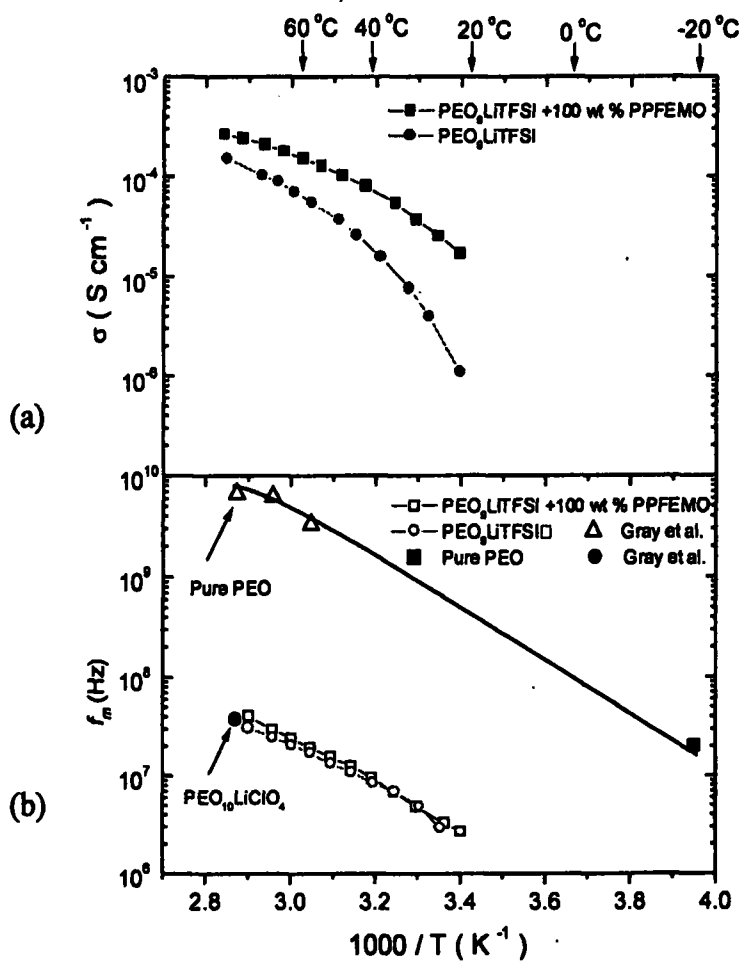 60 °C 40 °C 20 °C 0 °C -20 °C
(a)
σ ( S cm⁻¹ )
10⁻³
10⁻⁴
10⁻⁵
10⁻⁶
PEO₈LiTFSI +100 wt % PPFEMO
PEO₈LiTFSI
(b)
fₘ (Hz)
10¹⁰
10⁹
10⁸
10⁷
10⁶
PEO₈LiTFSI +100 wt % PPFEMO
PEO₈LiTFSI□ Gray et al.
Pure PEO Gray et al.
Pure PEO
PEO₁₀LiClO₄
2.8 3.0 3.2 3.4 3.6 3.8 4.0
1000 / T ( K⁻¹ )